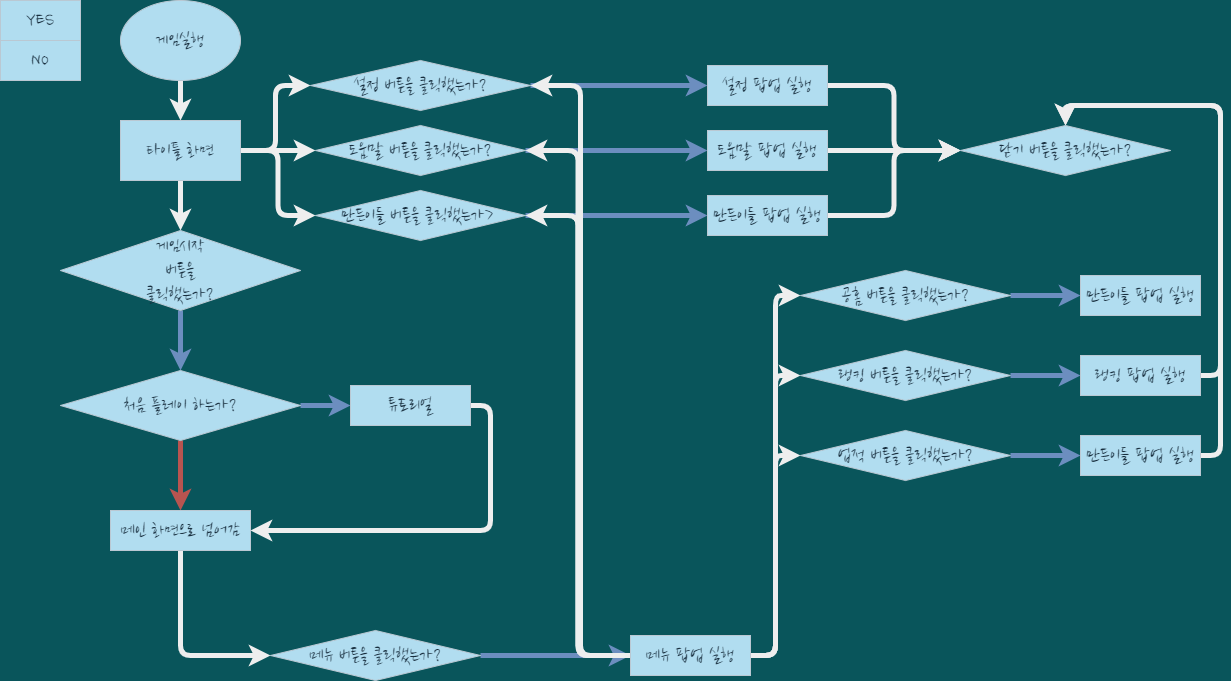 YES
NO
게임실행
타이틀 화면
설정 버튼을 클릭했는가?
설정 팝업 실행
도움말 버튼을 클릭했는가?
도움말 팝업 실행
닫기 버튼을 클릭했는가?
만든이들 버튼을 클릭했는가>
만든이들 팝업 실행
게임시작
버튼을
클릭했는가?
공홈 버튼을 클릭했는가?
만든이들 팝업 실행
처음 플레이 하는가?
튜토리얼
랭킹 버튼을 클릭했는가?
랭킹 팝업 실행
업적 버튼을 클릭했는가?
만든이들 팝업 실행
메인 화면으로 넘어감
메뉴 버튼을 클릭했는가?
메뉴 팝업 실행